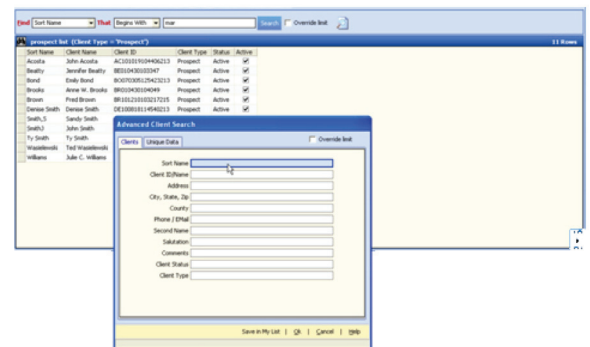 Find Sort Name That Begins With mar Search Override limit
prospect list (Client Type = 'Prospect') 11 Rows
Sort Name Client Name Client ID Client Type Status Active
Acosta John Acosta AC101019104406213 Prospect Active
Beatty Jennifer Beatty BE010430103347 Prospect Active
Bond Emily Bond BO070305125423213 Prospect Active
Brooks Anne W. Brooks BR010430104049 Prospect Active
Brown Fred Brown BR101210103217215 Prospect Active
Denise Smith Denise Smith DE100818114540213 Prospect Active
Smith,S Sandy Smith
SmithJ John Smith
Ty Smith Ty Smith
Wasielewski Ted Wasielewski
Williams Julie C. Williams
Advanced Client Search
Clients Unique Data Override limit
Sort Name
Client ID/Name
Address
City, State, Zip
County
Phone / EMail
Second Name
Salutation
Comments
Client Status
Client Type
Save in My List | Ok | Cancel | Help